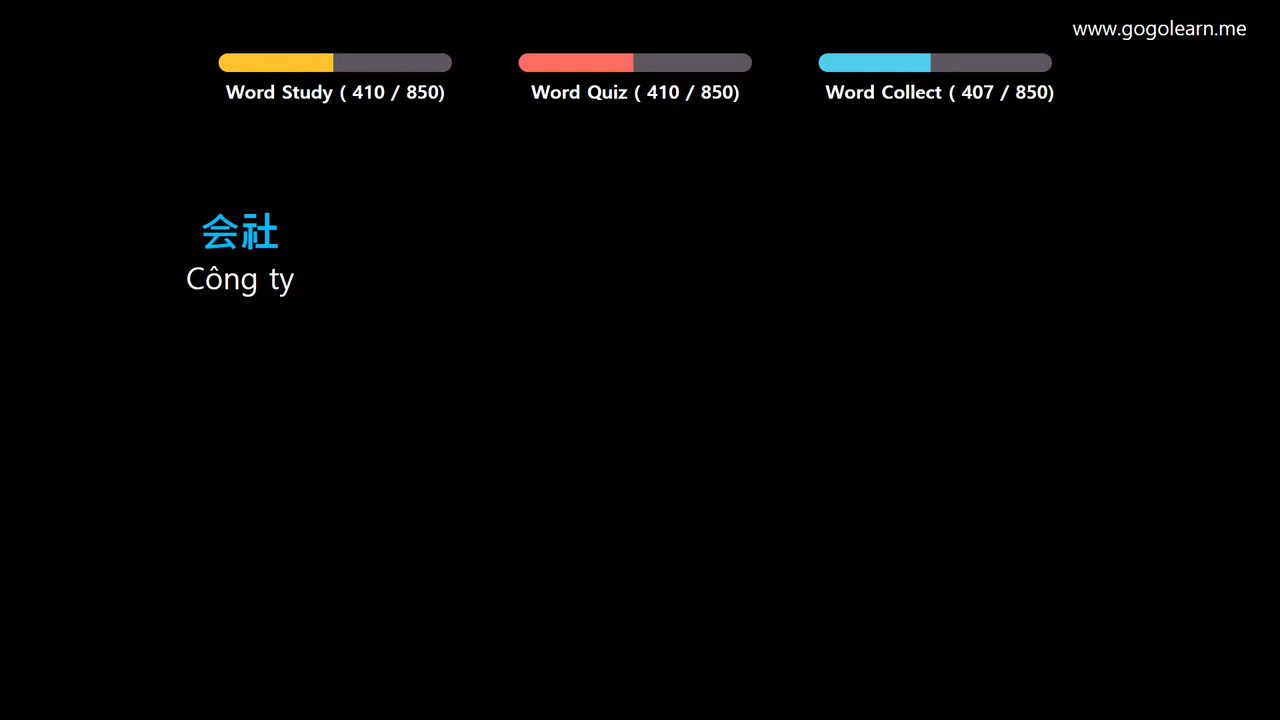 www.gogolearn.me
Word Study ( 410 / 850)
Word Quiz ( 410 / 850)
Word Collect ( 407 / 850)
会社
Công ty